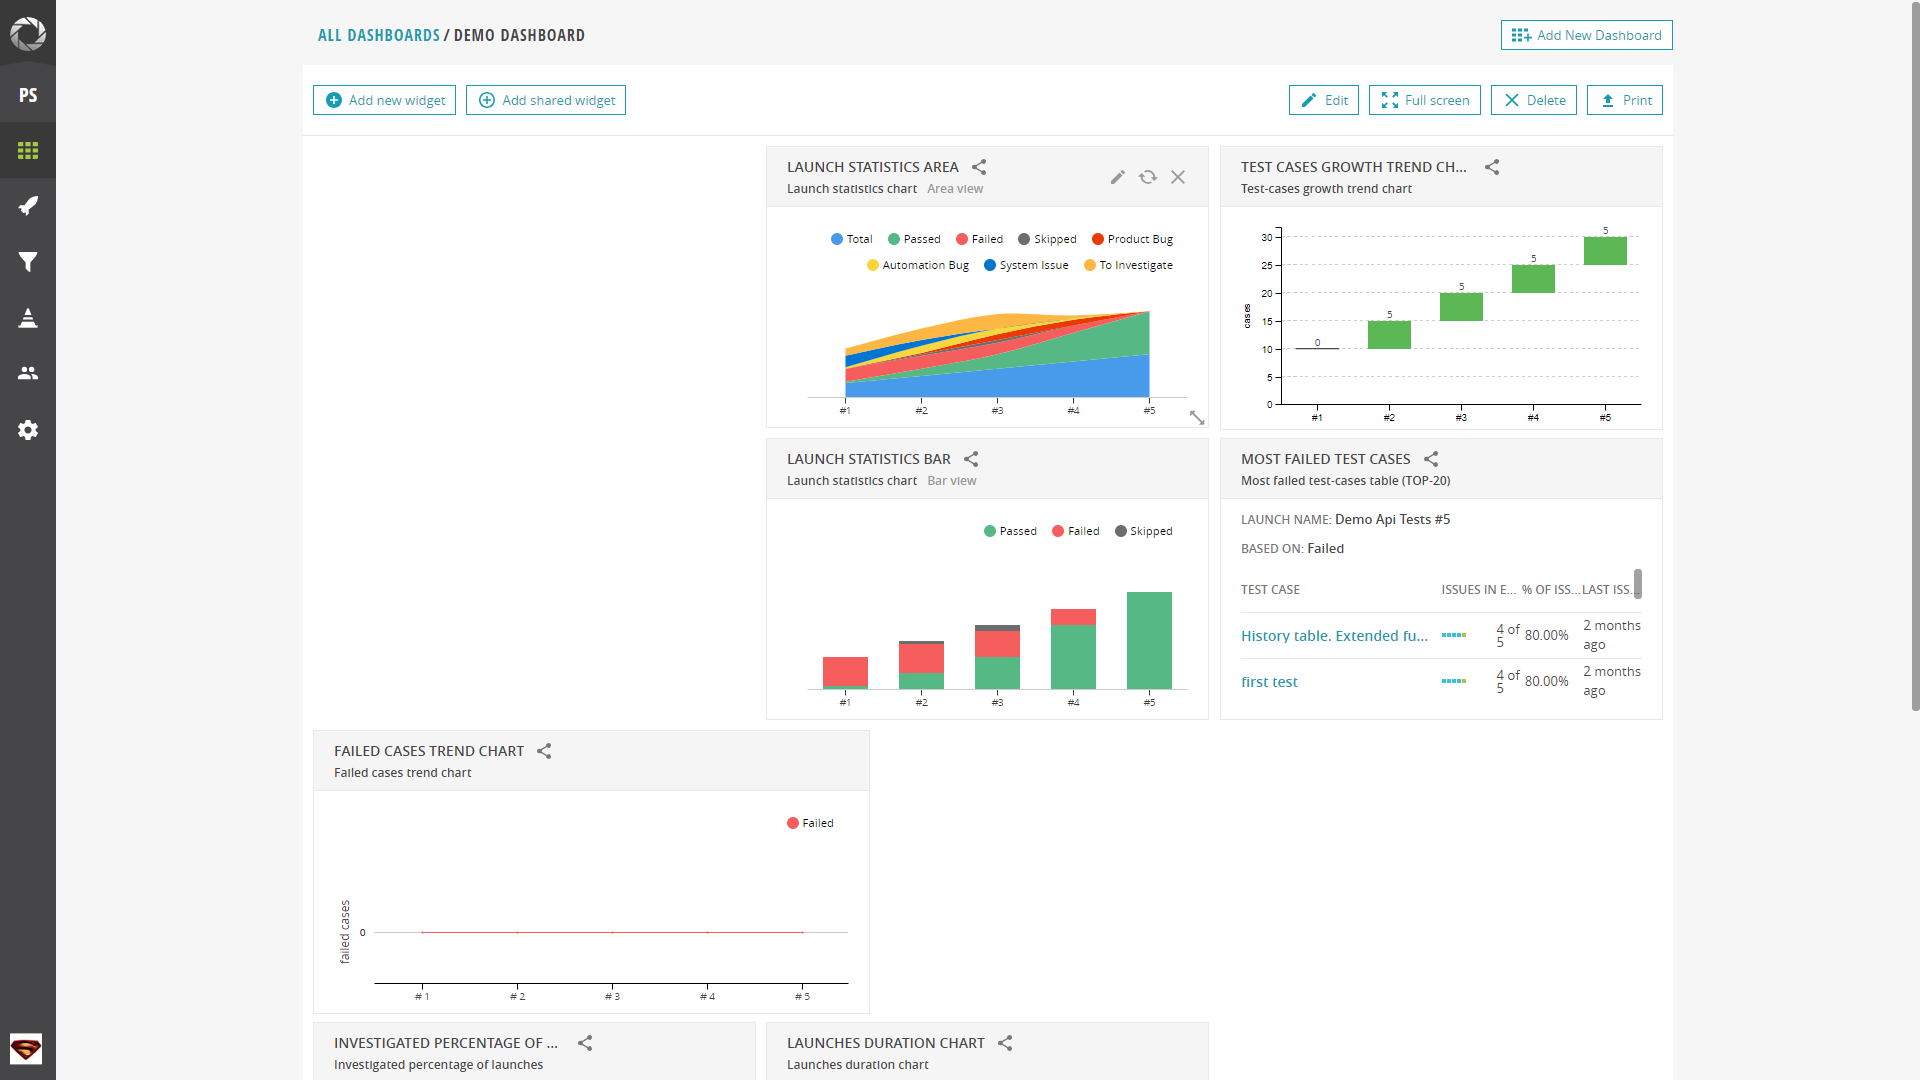 ALL DASHBOARDS / DEMO DASHBOARD
Add New Dashboard
PS
Add new widget
Add shared widget
Edit
Full screen
Delete
Print
LAUNCH STATISTICS AREA
Launch statistics chart Area view
Total Passed Failed Skipped Product Bug
Automation Bug System Issue To Investigate
#1 #2 #3 #4 #5
TEST CASES GROWTH TREND CH...
Test-cases growth trend chart
cases
30
25
20
15
10
5
0
0 5 5 5 5
#1 #2 #3 #4 #5
LAUNCH STATISTICS BAR
Launch statistics chart Bar view
Passed Failed Skipped
#1 #2 #3 #4 #5
MOST FAILED TEST CASES
Most failed test-cases table (TOP-20)
LAUNCH NAME: Demo Api Tests #5
BASED ON: Failed
TEST CASE ISSUES IN E... % OF ISS... LAST ISS...
History table. Extended fu... 4 of 5 80.00% 2 months ago
first test 4 of 5 80.00% 2 months ago
FAILED CASES TREND CHART
Failed cases trend chart
Failed
failed cases
0
# 1 # 2 # 3 # 4 # 5
INVESTIGATED PERCENTAGE OF ...
Investigated percentage of launches
LAUNCHES DURATION CHART
Launches duration chart